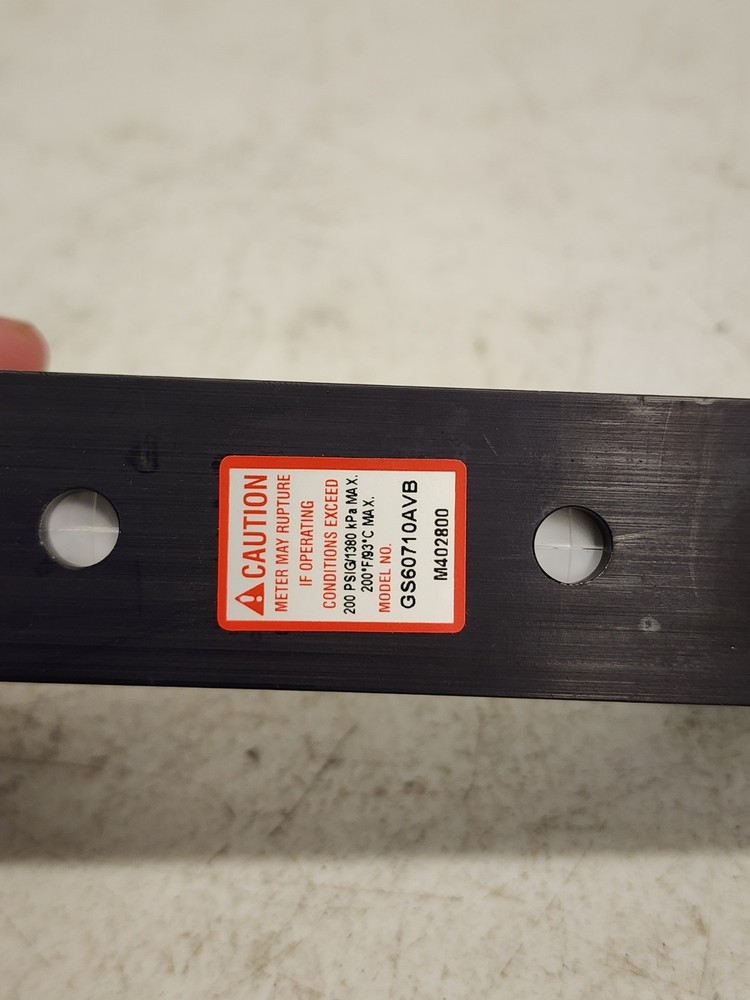 CAUTION
METER MAY RUPTURE
IF OPERATING
CONDITIONS EXCEED
200 PSIG/1380 kPa MAX.
200°F/93°C MAX.
MODEL NO.
GS60710AVB
M402800